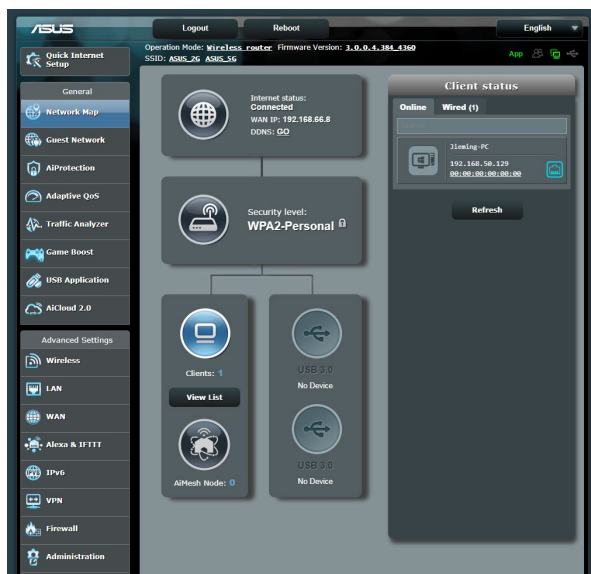 ASUS
Logout
Reboot
English
Quick Internet
Setup
Operation Mode: Wireless router Firmware Version: 3.0.0.4.384_4360
SSID: ASUS_2G ASUS_5G
App
General
Network Map
Guest Network
AiProtection
Adaptive QoS
Traffic Analyzer
Game Boost
USB Application
AiCloud 2.0
Advanced Settings
Wireless
LAN
WAN
Alexa & IFTTT
IPv6
VPN
Firewall
Administration
Internet status:
Connected
WAN IP: 192.168.66.8
DDNS: GO
Security level:
WPA2-Personal
Clients: 1
View List
AiMesh Node: 0
USB 3.0
No Device
USB 3.0
No Device
Client status
Online Wired (1)
Jieming-PC
192.168.50.129
00:00:00:00:00:00
Refresh